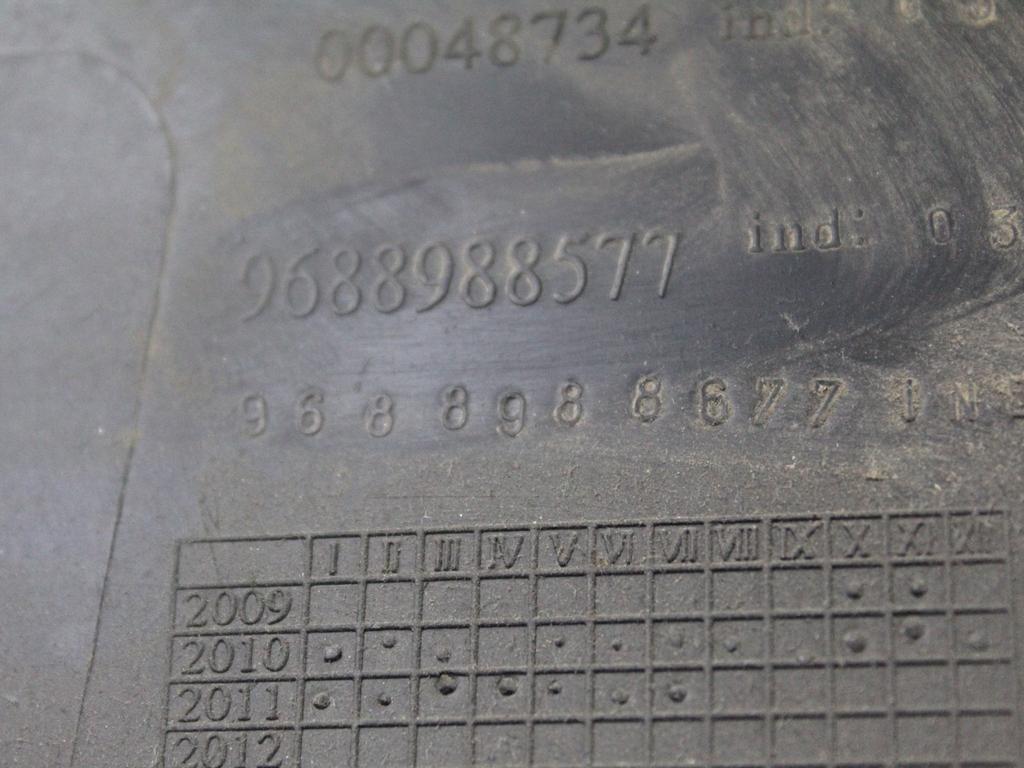 00048734 ind: 0
9688988577 ind: 03
9688988677 IN
I II III IV V VI VII VIII IX X XI XII
2009
2010
2011
2012